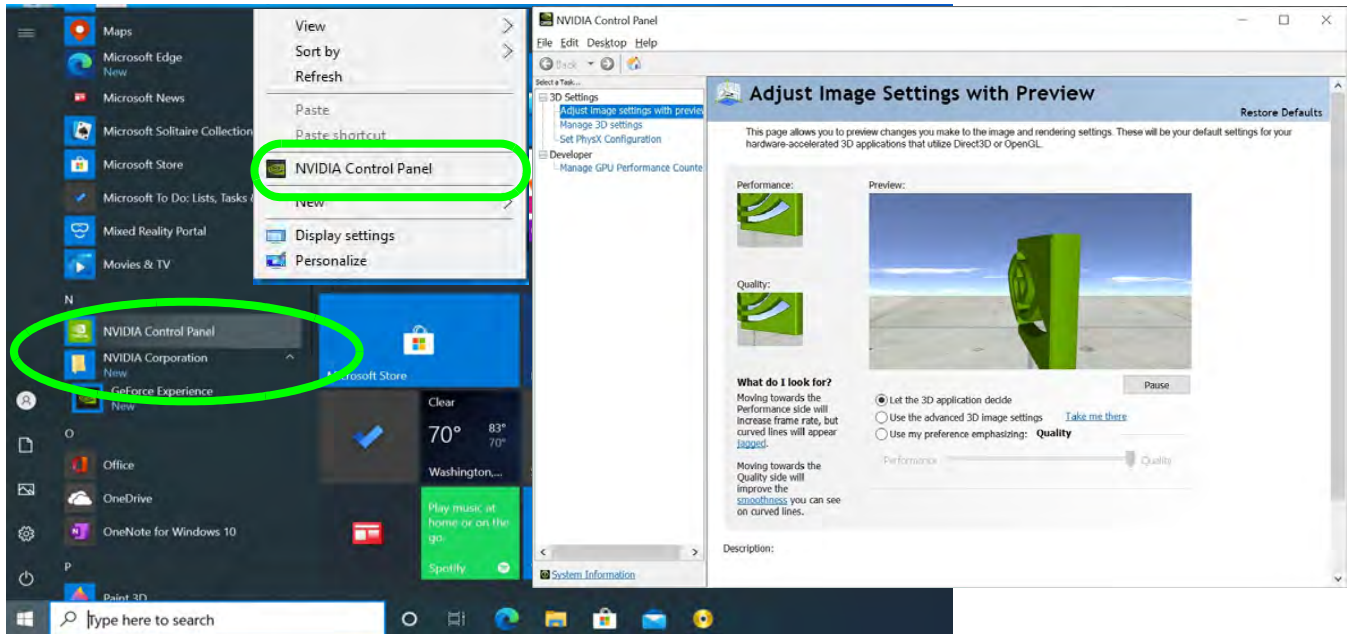 Maps
Microsoft Edge
New
Microsoft News
Microsoft Solitaire Collection
Microsoft Store
Microsoft To Do: Lists, Tasks
Mixed Reality Portal
Movies & TV
N
NVIDIA Control Panel
NVIDIA Corporation
New
GeForce Experience
New
O
Office
OneDrive
OneNote for Windows 10
P
Paint 3D
Type here to search
View
Sort by
Refresh
Paste
Paste shortcut
NVIDIA Control Panel
New
Display settings
Personalize
Microsoft Store
Clear
70° 83°
70°
Washington,...
Play music at
home or on the
go.
Spotify
NVIDIA Control Panel
File Edit Desktop Help
Back
Select a Task...
3D Settings
Adjust image settings with preview
Manage 3D settings
Set PhysX Configuration
Developer
Manage GPU Performance Counte
System Information
Adjust Image Settings with Preview
Restore Defaults
This page allows you to preview changes you make to the image and rendering settings. These will be your default settings for your
hardware-accelerated 3D applications that utilize Direct3D or OpenGL.
Performance:
Preview:
Quality:
What do I look for?
Moving towards the
Performance side will
increase frame rate, but
curved lines will appear
jagged.
Moving towards the
Quality side will
improve the
smoothness you can see
on curved lines.
Pause
Let the 3D application decide
Use the advanced 3D image settings Take me there
Use my preference emphasizing: Quality
Performance Quality
Description: